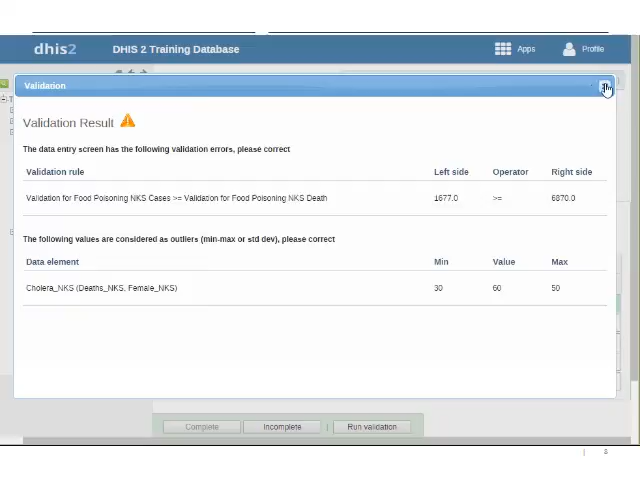 dhis2 DHIS 2 Training Database Apps Profile
Validation
Validation Result
The data entry screen has the following validation errors, please correct
Validation rule Left side Operator Right side
Validation for Food Poisoning NKS Cases >= Validation for Food Poisoning NKS Death 1677.0 >= 6870.0
The following values are considered as outliers (min-max or std dev), please correct
Data element Min Value Max
Cholera_NKS (Deaths_NKS, Female_NKS) 30 60 50
Complete Incomplete | Run validation